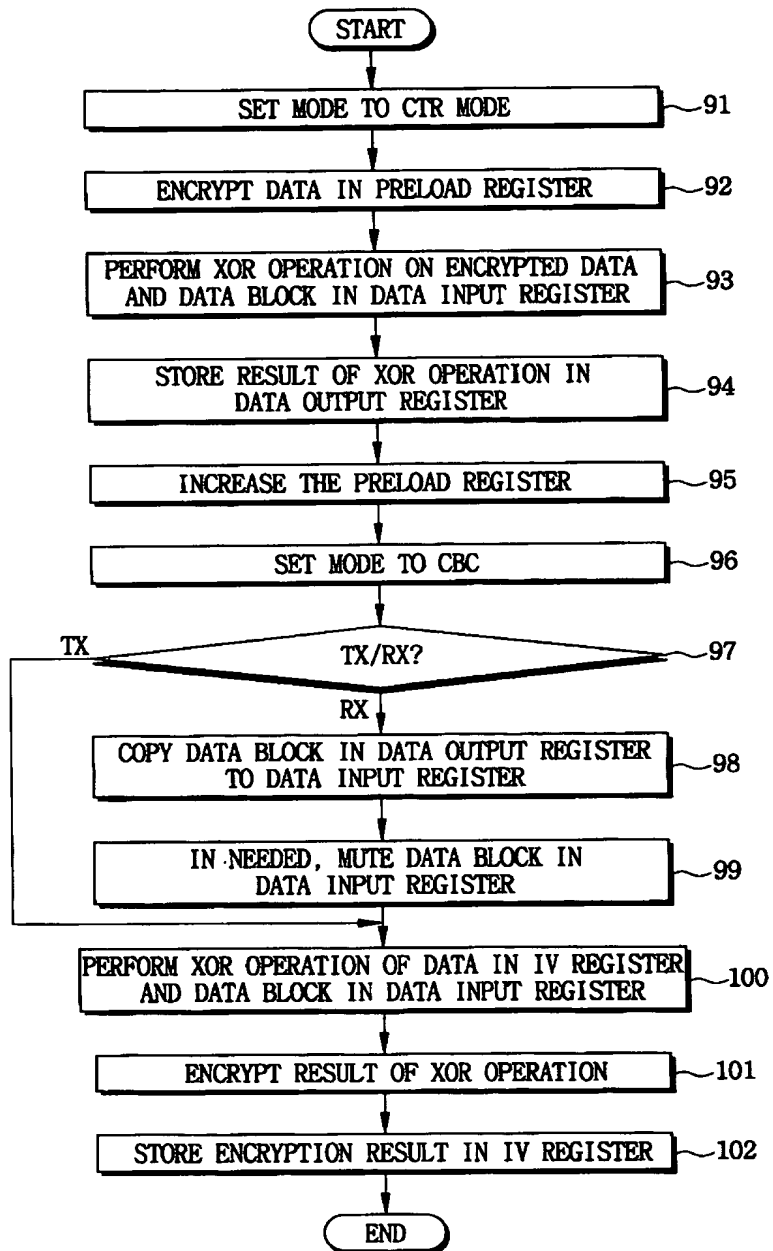 START
SET MODE TO CTR MODE
91
ENCRYPT DATA IN PRELOAD REGISTER
92
PERFORM XOR OPERATION ON ENCRYPTED DATA
AND DATA BLOCK IN DATA INPUT REGISTER
93
STORE RESULT OF XOR OPERATION IN
DATA OUTPUT REGISTER
94
INCREASE THE PRELOAD REGISTER
95
SET MODE TO CBC
96
TX
TX/RX?
97
RX
COPY DATA BLOCK IN DATA OUTPUT REGISTER
TO DATA INPUT REGISTER
98
IN NEEDED, MUTE DATA BLOCK IN
DATA INPUT REGISTER
99
PERFORM XOR OPERATION OF DATA IN IV REGISTER
AND DATA BLOCK IN DATA INPUT REGISTER
100
ENCRYPT RESULT OF XOR OPERATION
101
STORE ENCRYPTION RESULT IN IV REGISTER
102
END